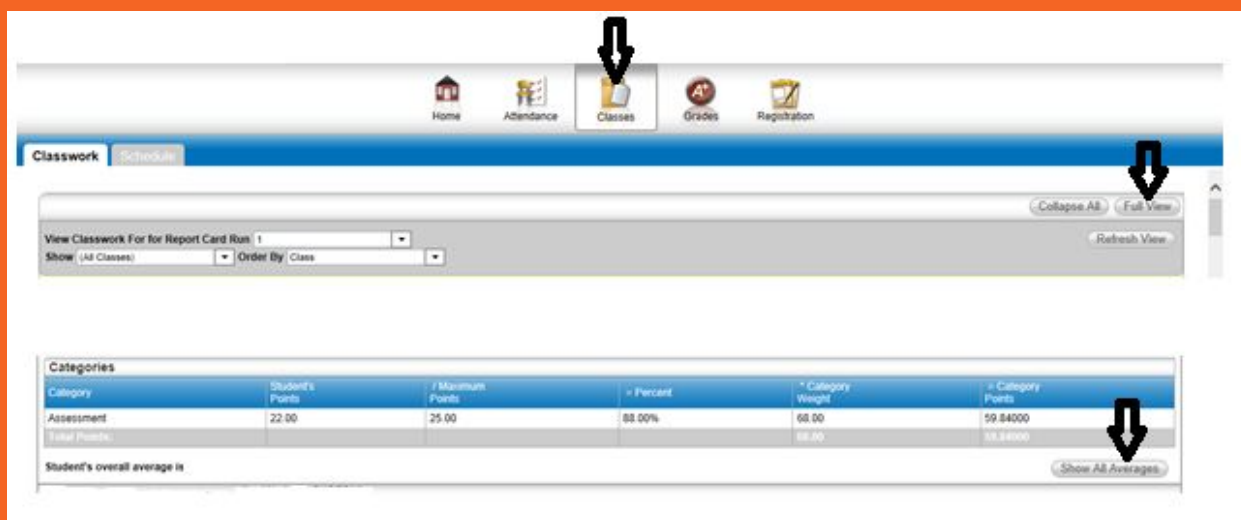 Home Attendance Classes Grades Registration
Classwork Schedule
Collapse All Full View
View Classwork For for Report Card Run 1 Refresh View
Show (All Classes) Order By Class
Categories
Category Student's Points / Maximum Points = Percent * Category Weight = Category Points
Assessment 22.00 25.00 88.00% 68.00 59.84000
Total Points: 68.00 59.84000
Student's overall average is Show All Averages